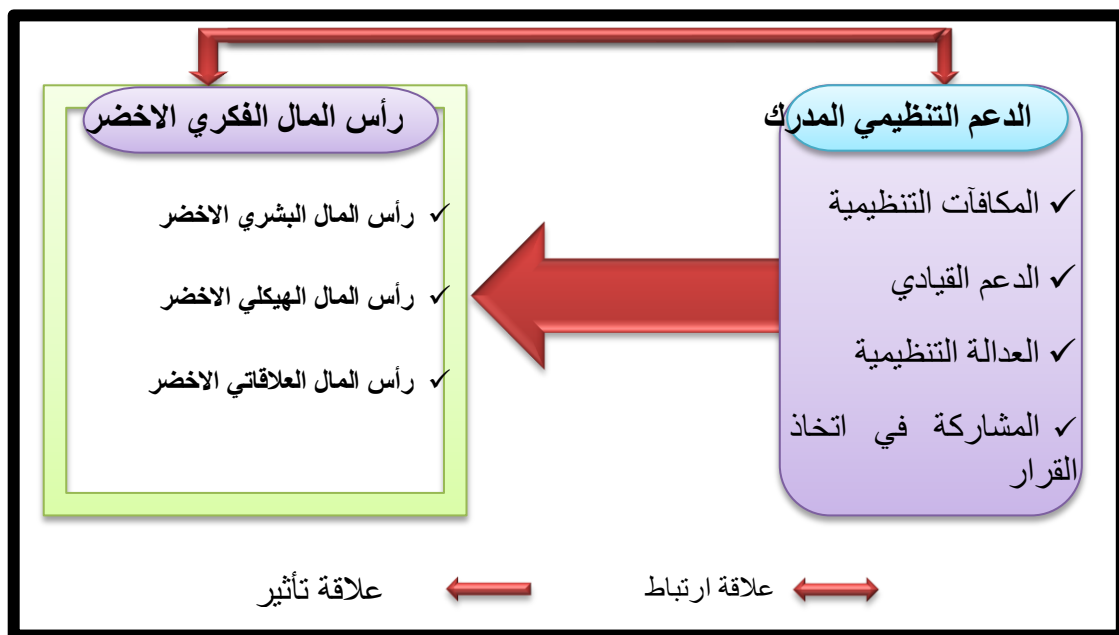 الدعم التنظيمي المدرك
✓ المكافآت التنظيمية
✓ الدعم القيادي
✓ العدالة التنظيمية
✓ المشاركة في اتخاذ
القرار
رأس المال الفكري الاخضر
✓ رأس المال البشري الاخضر
✓ رأس المال الهيكلي الاخضر
✓ رأس المال العلاقاتي الاخضر
علاقة ارتباط
علاقة تأثير